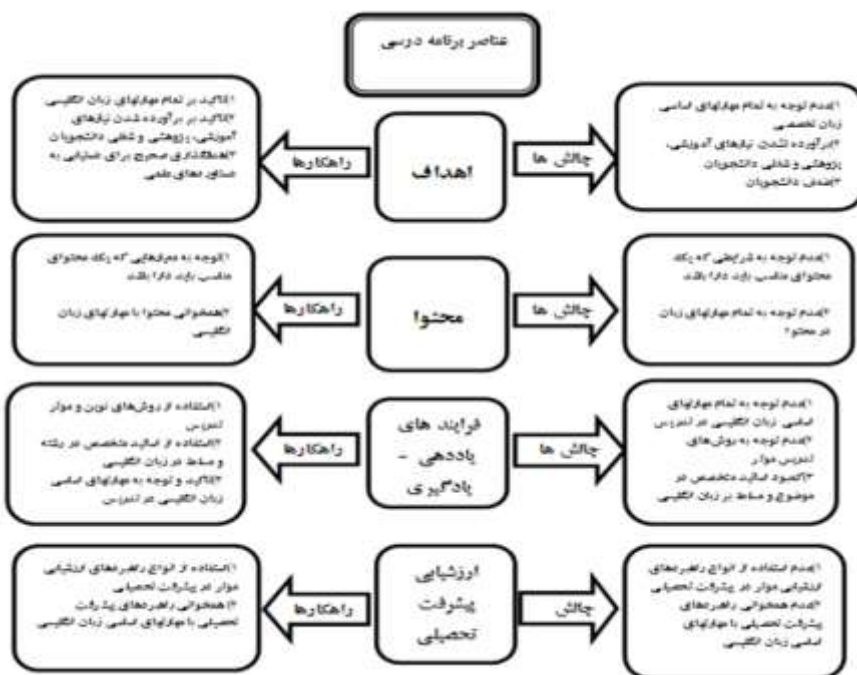 عناصر برنامه درسی
۱)عدم توجه به تمام مهارتهای اساسی
زبان تخصصی
۲)برآورده نشدن نیازهای آموزشی،
پژوهشی و شغلی دانشجویان
۳)ضعف دانشجویان
چالش ها
اهداف
راهکارها
۱)تاکید بر تمام مهارتهای زبان انگلیسی
۲)تاکید بر برآورده شدن نیازهای
آموزشی، پژوهشی و شغلی دانشجویان
۳)هدفگذاری صحیح برای دستیابی به
دستاوردهای علمی
۱)عدم توجه به شرایطی که یک
محتوای مناسب باید دارا باشد
۲)عدم توجه به تمام مهارتهای زبان
در محتوا
چالش ها
محتوا
راهکارها
۱)توجه به معیارهایی که یک محتوای
مناسب باید دارا باشد
۲)همخوانی محتوا با مهارتهای زبان
انگلیسی
۱)عدم توجه به تمام مهارتهای
اساسی زبان انگلیسی در تدریس
۲)عدم توجه به روش‌های
تدریس موثر
۳)کمبود اساتید متخصص در
موضوع و مسلط بر زبان انگلیسی
چالش ها
فرایند های
یاددهی -
یادگیری
راهکارها
۱)استفاده از روش‌های نوین و موثر
تدریس
۲)استفاده از اساتید متخصص در رشته
و مسلط در زبان انگلیسی
۳)تاکید و توجه به مهارتهای اساسی
زبان انگلیسی در تدریس
۱)عدم استفاده از انواع راهبردهای
ارزشیابی موثر در پیشرفت تحصیلی
۲)عدم همخوانی راهبردهای
پیشرفت تحصیلی با مهارتهای
اساسی زبان انگلیسی
چالش
ارزشیابی
پیشرفت
تحصیلی
راهکارها
۱)استفاده از انواع راهبردهای ارزشیابی
موثر در پیشرفت تحصیلی
۲)همخوانی راهبردهای پیشرفت
تحصیلی با مهارتهای اساسی زبان انگلیسی